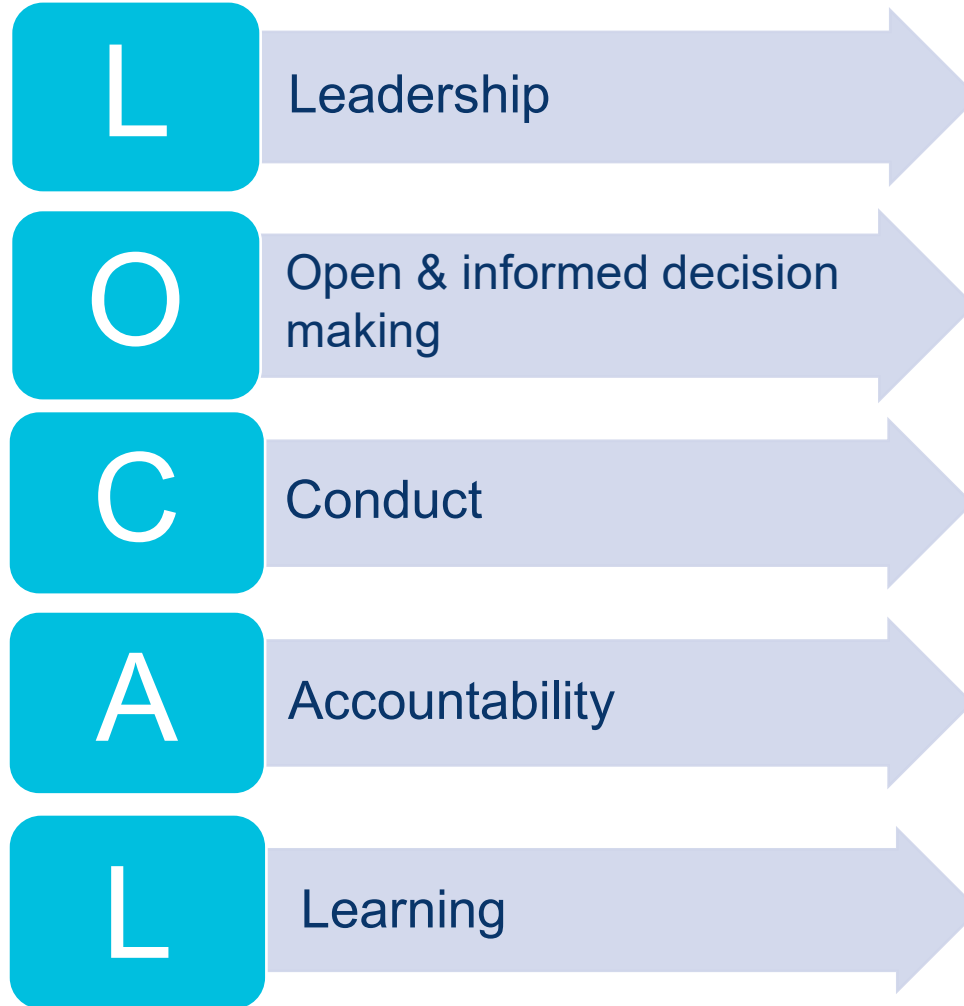 L
Leadership
O
Open & informed decision
making
C
Conduct
A
Accountability
L
Learning